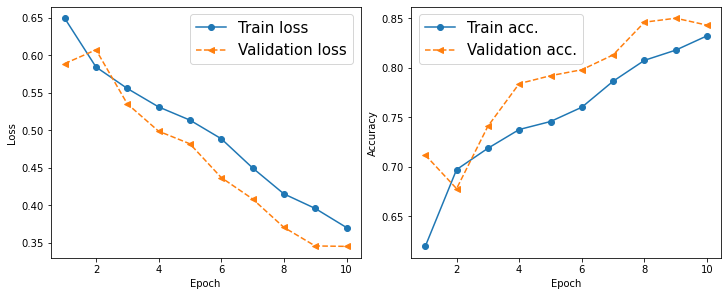 0.65
0.60
0.55
0.50
0.45
0.40
0.35
Loss
2 4 6 8 10
Epoch
Train loss
Validation loss
0.85
0.80
0.75
0.70
0.65
Accuracy
2 4 6 8 10
Epoch
Train acc.
Validation acc.